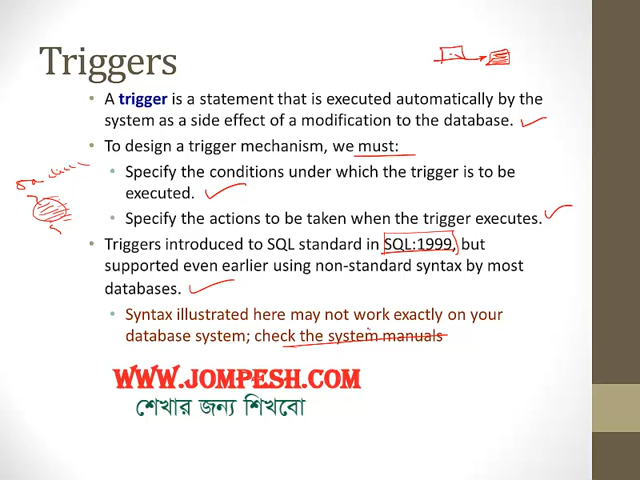 Triggers
• A trigger is a statement that is executed automatically by the
system as a side effect of a modification to the database.
• To design a trigger mechanism, we must:
• Specify the conditions under which the trigger is to be
executed.
• Specify the actions to be taken when the trigger executes.
• Triggers introduced to SQL standard in SQL:1999, but
supported even earlier using non-standard syntax by most
databases.
• Syntax illustrated here may not work exactly on your
database system; check the system manuals
WWW.JOMPESH.COM
শেখার জন্য শিখবো